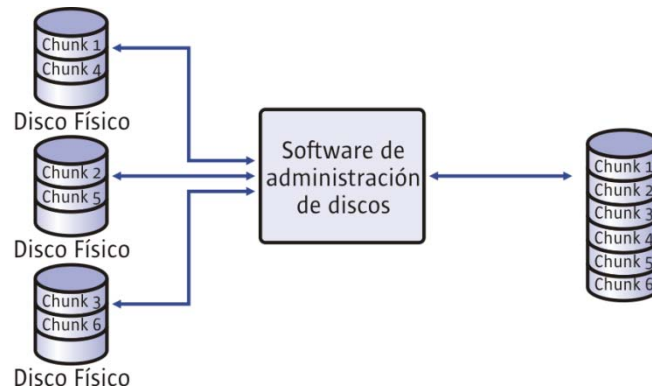 Chunk 1
Chunk 4
Disco Físico
Chunk 2
Chunk 5
Disco Físico
Chunk 3
Chunk 6
Disco Físico
Software de
administración
de discos
Chunk 1
Chunk 2
Chunk 3
Chunk 4
Chunk 5
Chunk 6